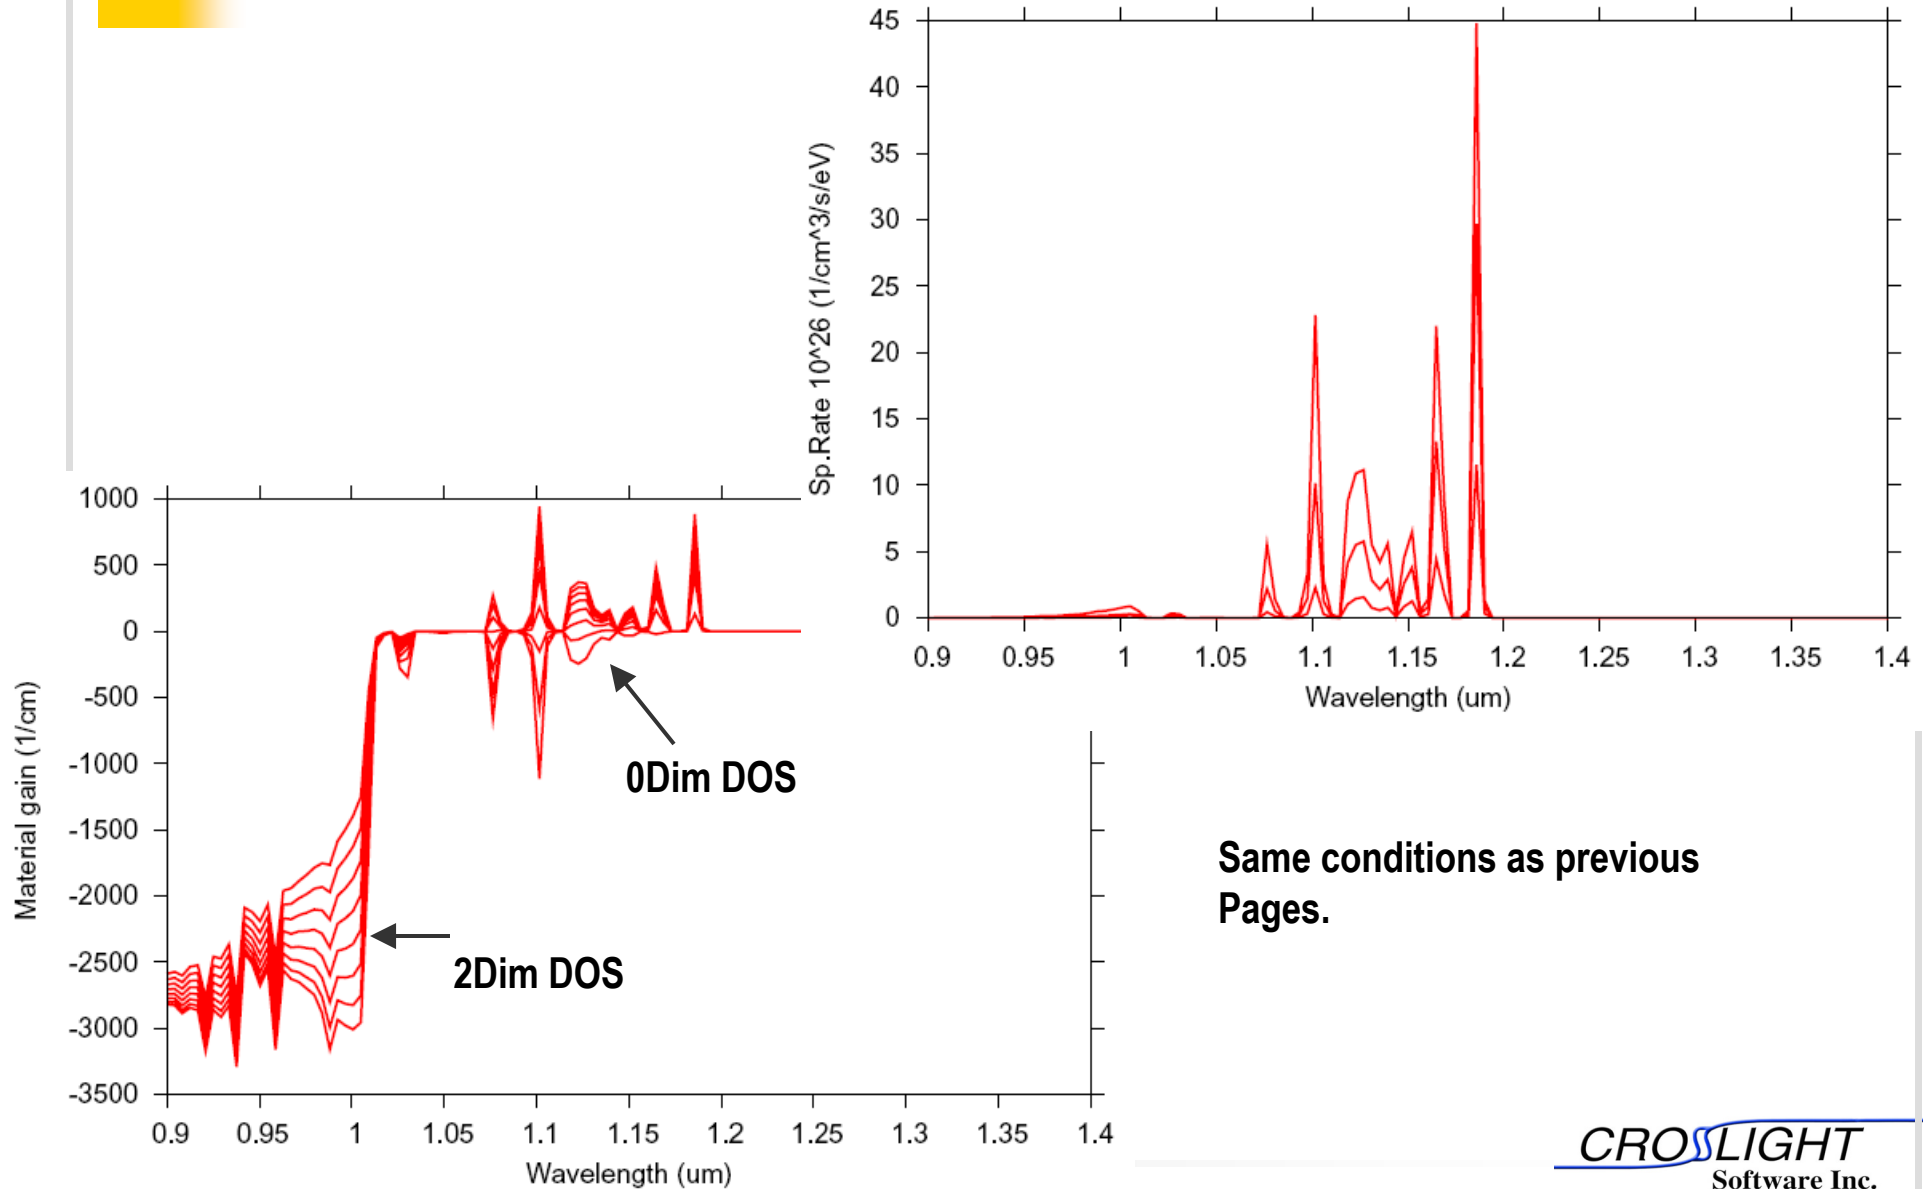 45
40
35
30
25
20
15
10
5
0
Sp.Rate 10^26 (1/cm^3/s/eV)
0.9 0.95 1 1.05 1.1 1.15 1.2 1.25 1.3 1.35 1.4
Wavelength (um)
1000
500
0
-500
-1000
-1500
-2000
-2500
-3000
-3500
Material gain (1/cm)
0Dim DOS
2Dim DOS
0.9 0.95 1 1.05 1.1 1.15 1.2 1.25 1.3 1.35 1.4
Wavelength (um)
Same conditions as previous
Pages.
CROSSLIGHT
Software Inc.